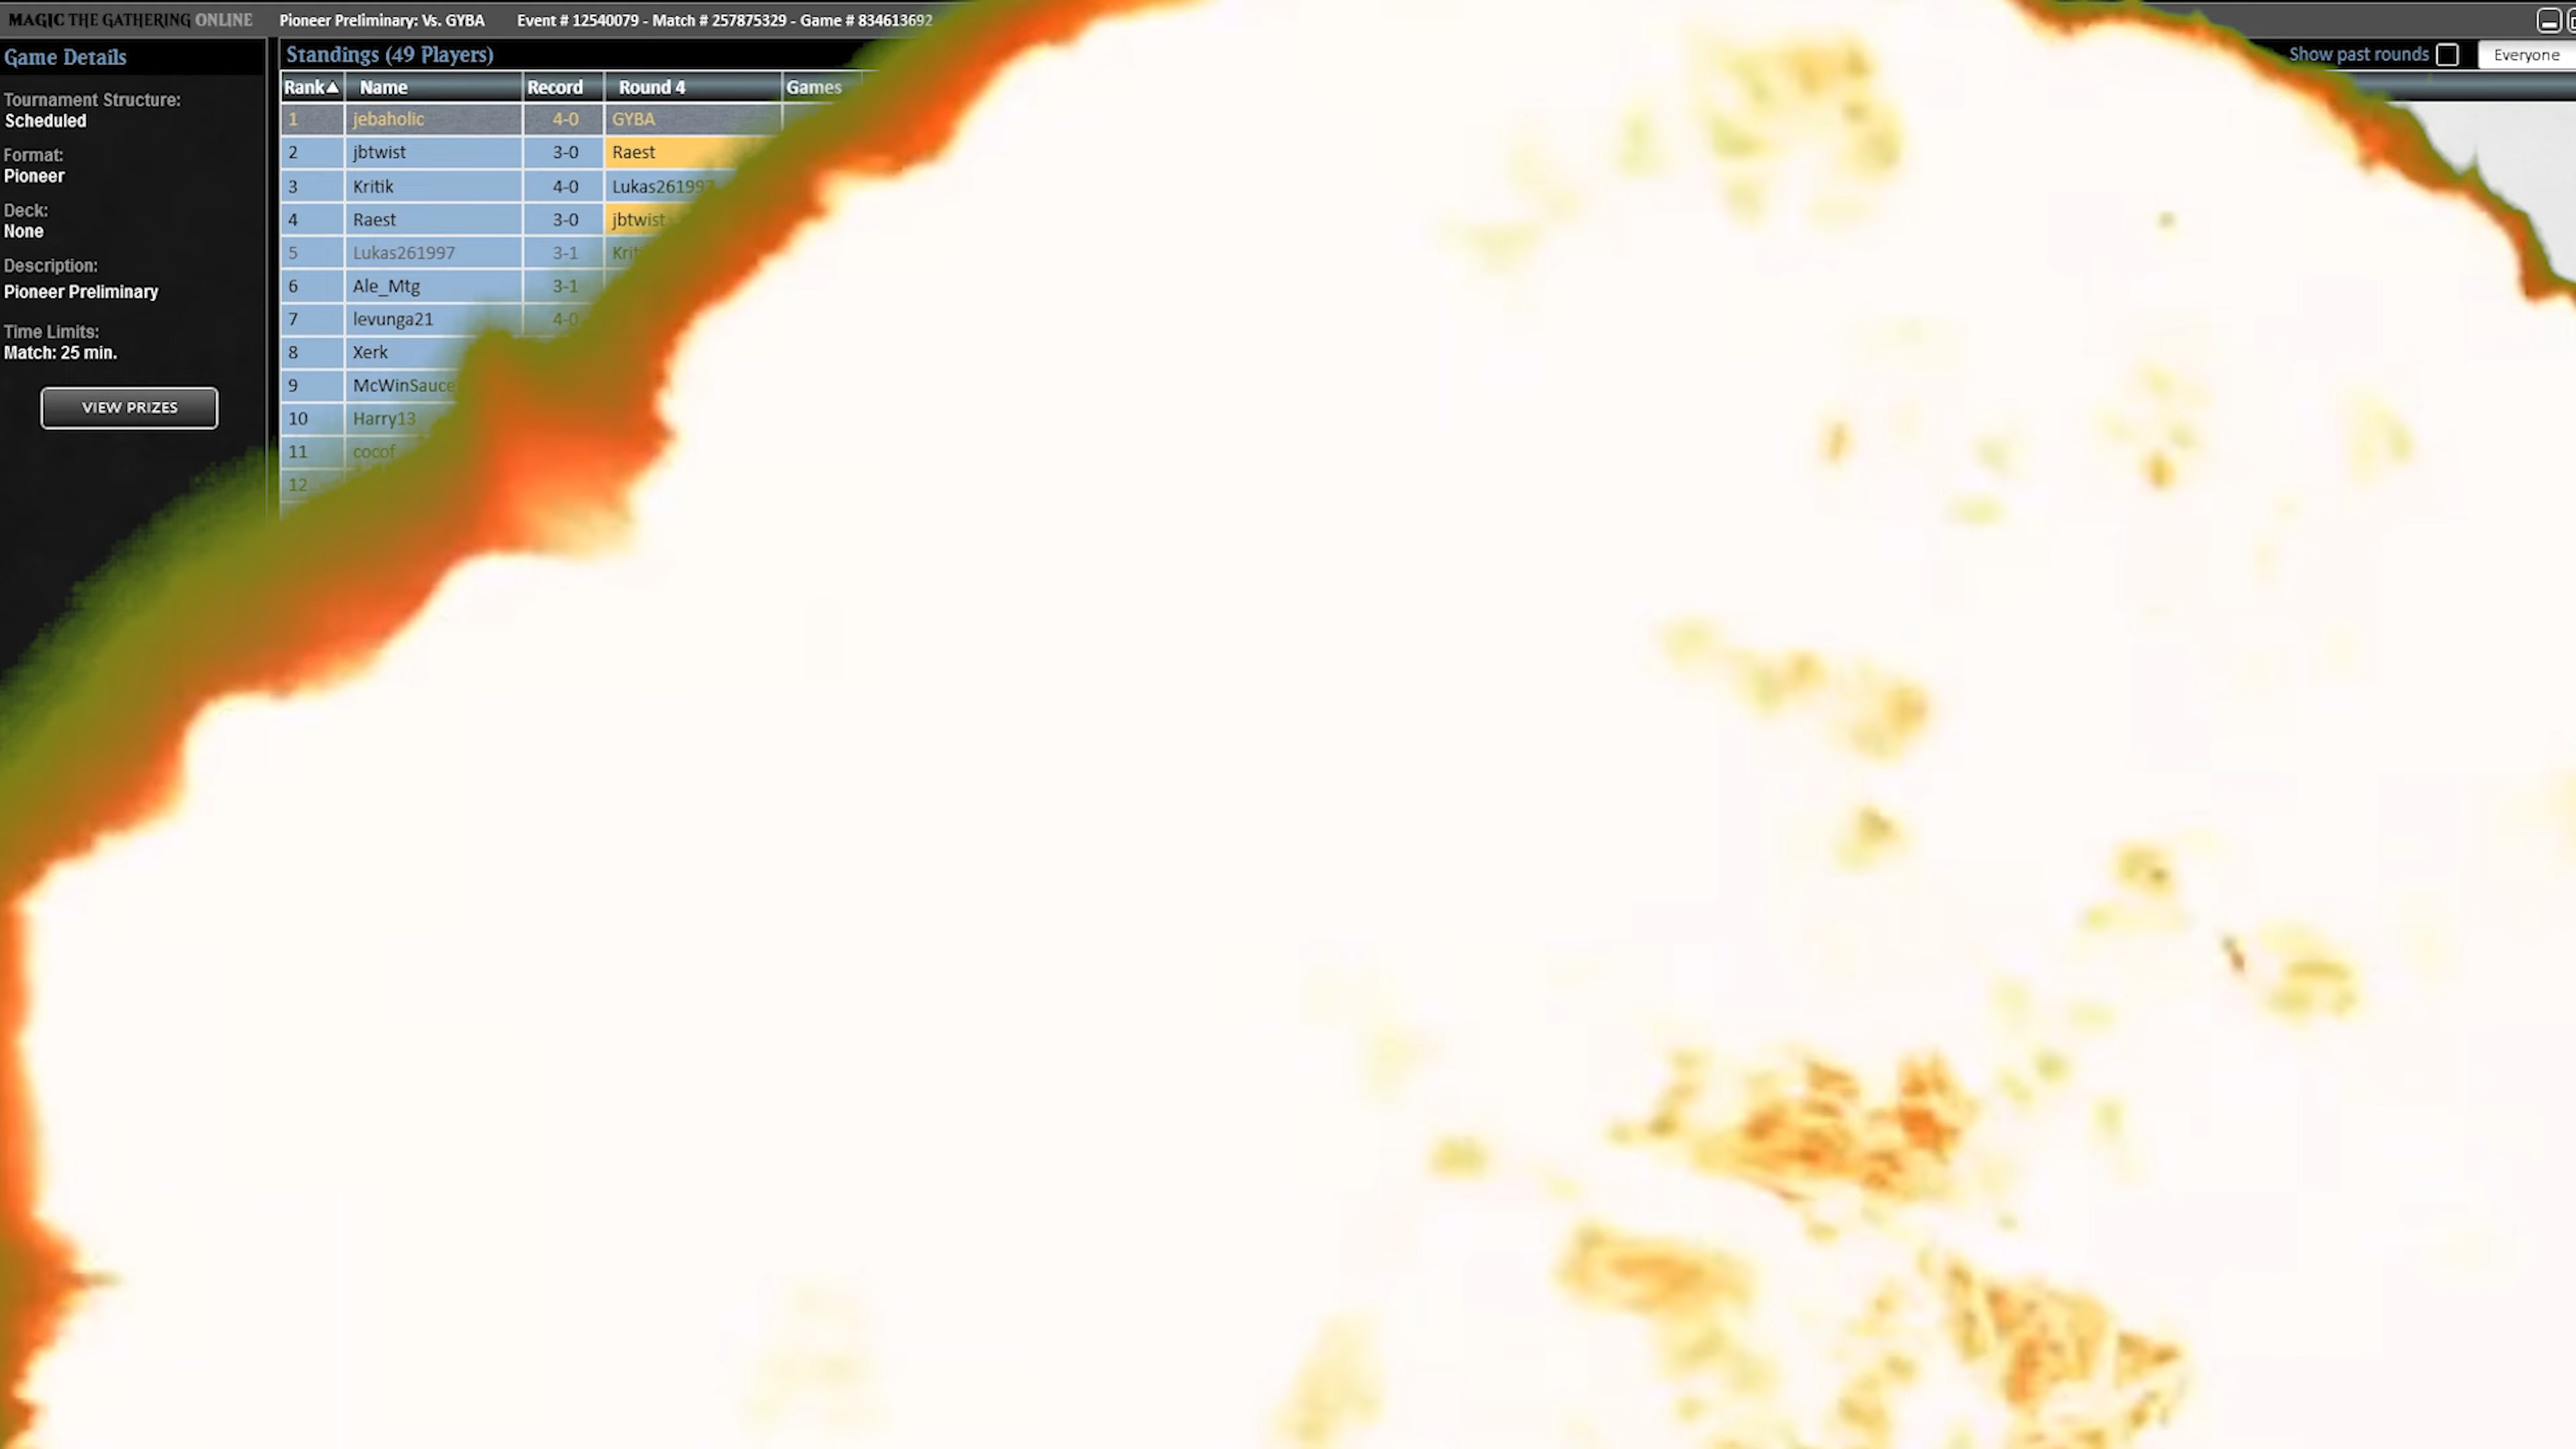 MAGIC THE GATHERING ONLINE Pioneer Preliminary: Vs. GYBA Event # 12540079 - Match # 257875329 - Game # 834613692
Game Details
Tournament Structure:
Scheduled
Format:
Pioneer
Deck:
None
Description:
Pioneer Preliminary
Time Limits:
Match: 25 min.
VIEW PRIZES
Standings (49 Players)
Show past rounds Everyone
Rank Name Record Round 4 Games
1 jebaholic 4-0 GYBA
2 jbtwist 3-0 Raest
3 Kritik 4-0 Lukas261997
4 Raest 3-0 jbtwist
5 Lukas261997 3-1
6 Ale_Mtg 3-1
7 levunga21 4-0
8 Xerk
9 McWinSauce
10 Harry13
11 cocof
12